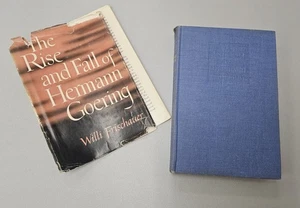 The
Rise
and Fall of
Hermann
Goering
Willi Frischauer